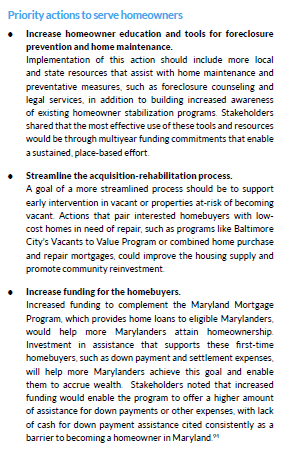 Priority actions to serve homeowners
● Increase homeowner education and tools for foreclosure
prevention and home maintenance.
Implementation of this action should include more local
and state resources that assist with home maintenance and
preventative measures, such as foreclosure counseling and
legal services, in addition to building increased awareness
of existing homeowner stabilization programs. Stakeholders
shared that the most effective use of these tools and resources
would be through multiyear funding commitments that enable
a sustained, place-based effort.
● Streamline the acquisition-rehabilitation process.
A goal of a more streamlined process should be to support
early intervention in vacant or properties at-risk of becoming
vacant. Actions that pair interested homebuyers with low-
cost homes in need of repair, such as programs like Baltimore
City's Vacants to Value Program or combined home purchase
and repair mortgages, could improve the housing supply and
promote community reinvestment.
● Increase funding for the homebuyers.
Increased funding to complement the Maryland Mortgage
Program, which provides home loans to eligible Marylanders,
would help more Marylanders attain homeownership.
Investment in assistance that supports these first-time
homebuyers, such as down payment and settlement expenses,
will help more Marylanders achieve this goal and enable
them to accrue wealth. Stakeholders noted that increased
funding would enable the program to offer a higher amount
of assistance for down payments or other expenses, with lack
of cash for down payment assistance cited consistently as a
barrier to becoming a homeowner in Maryland.